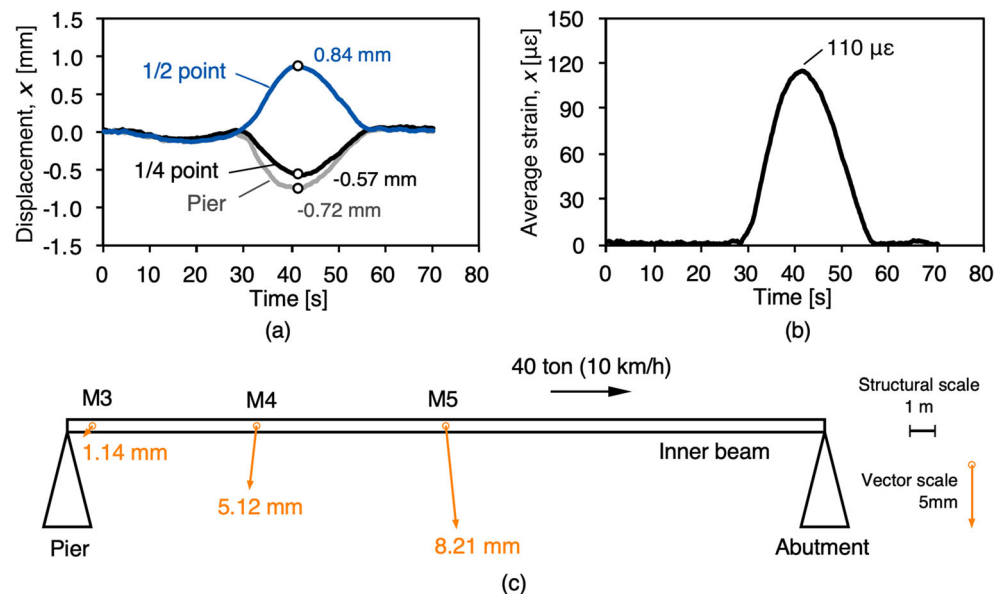 Displacement, x [mm]
1.5
1.0
0.5
0.0
-0.5
-1.0
-1.5
1/2 point
0.84 mm
1/4 point
Pier
-0.57 mm
-0.72 mm
0 10 20 30 40 50 60 70 80
Time [s]
(a)
Average strain, x [με]
150
120
90
60
30
0
110 με
0 10 20 30 40 50 60 70 80
Time [s]
(b)
40 ton (10 km/h)
M3 M4 M5
Structural scale
1 m
1.14 mm
Inner beam
5.12 mm
8.21 mm
Vector scale
5mm
Pier
Abutment
(c)